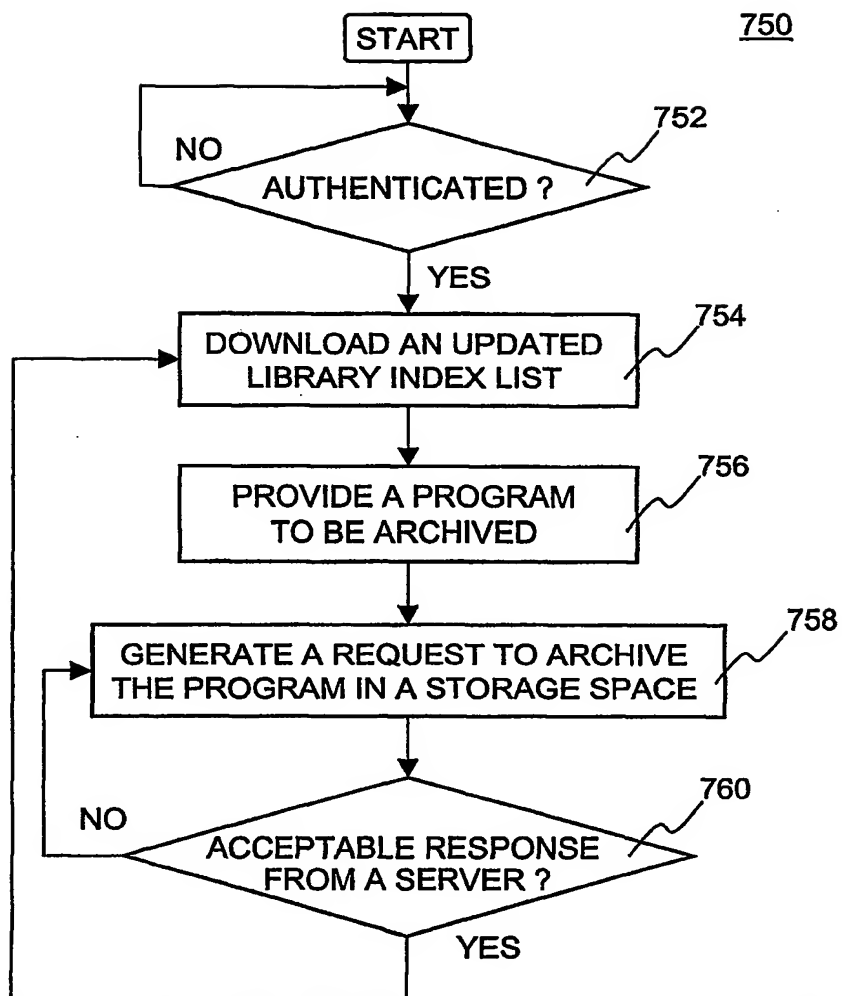 START
750
752
NO
AUTHENTICATED ?
YES
754
DOWNLOAD AN UPDATED
LIBRARY INDEX LIST
756
PROVIDE A PROGRAM
TO BE ARCHIVED
758
GENERATE A REQUEST TO ARCHIVE
THE PROGRAM IN A STORAGE SPACE
760
NO
ACCEPTABLE RESPONSE
FROM A SERVER ?
YES